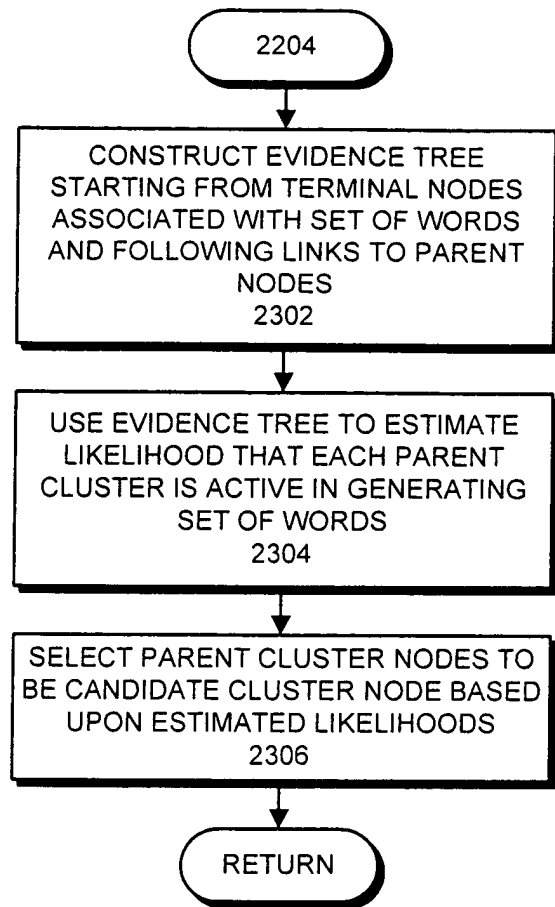 2204
CONSTRUCT EVIDENCE TREE
STARTING FROM TERMINAL NODES
ASSOCIATED WITH SET OF WORDS
AND FOLLOWING LINKS TO PARENT
NODES
2302
USE EVIDENCE TREE TO ESTIMATE
LIKELIHOOD THAT EACH PARENT
CLUSTER IS ACTIVE IN GENERATING
SET OF WORDS
2304
SELECT PARENT CLUSTER NODES TO
BE CANDIDATE CLUSTER NODE BASED
UPON ESTIMATED LIKELIHOODS
2306
RETURN